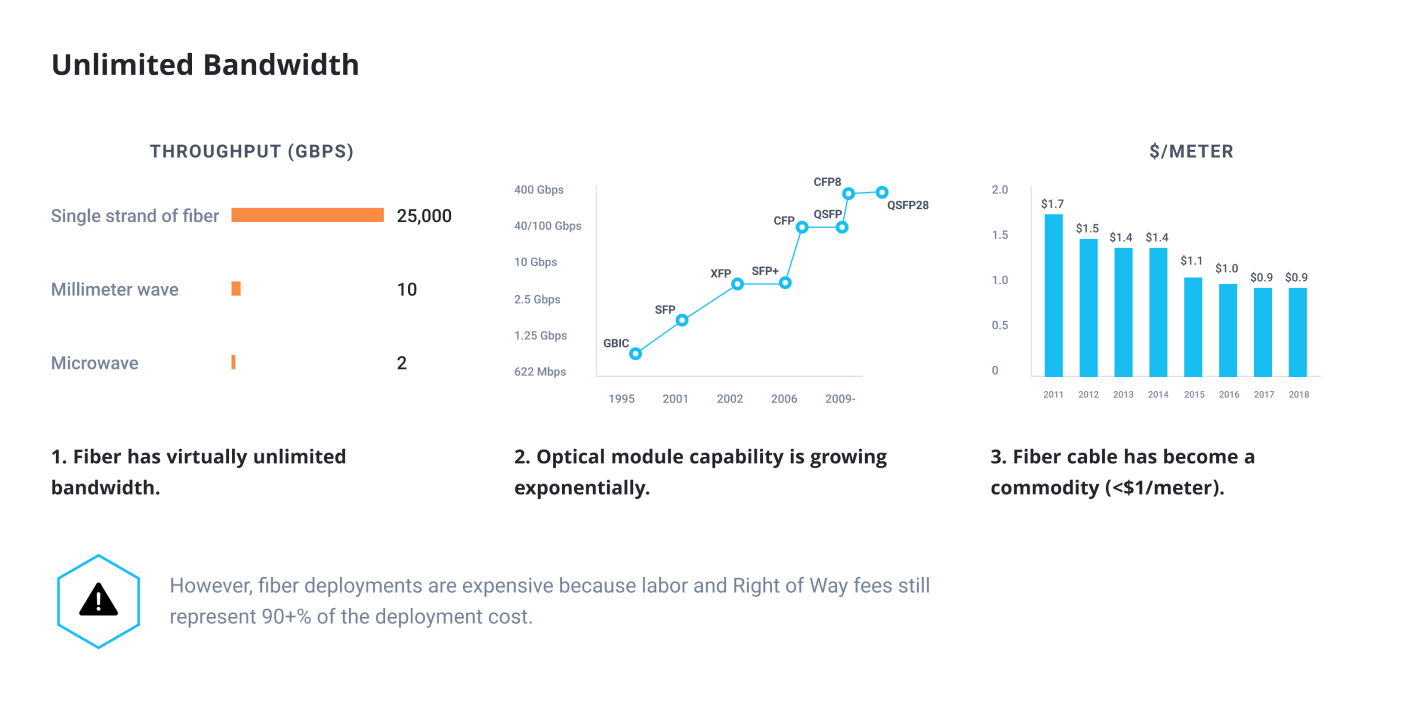 Unlimited Bandwidth
THROUGHPUT (GBPS)
Single strand of fiber 25,000
Millimeter wave 10
Microwave 2
1. Fiber has virtually unlimited
bandwidth.
400 Gbps
40/100 Gbps
10 Gbps
2.5 Gbps
1.25 Gbps
622 Mbps
GBIC
SFP
XFP
SFP+
CFP
QSFP
CFP8
QSFP28
1995 2001 2002 2006 2009-
2. Optical module capability is growing
exponentially.
$/METER
2.0
1.5
1.0
0.5
0
$1.7 $1.5 $1.4 $1.4 $1.1 $1.0 $0.9 $0.9
2011 2012 2013 2014 2015 2016 2017 2018
3. Fiber cable has become a
commodity (<$1/meter).
However, fiber deployments are expensive because labor and Right of Way fees still
represent 90+% of the deployment cost.